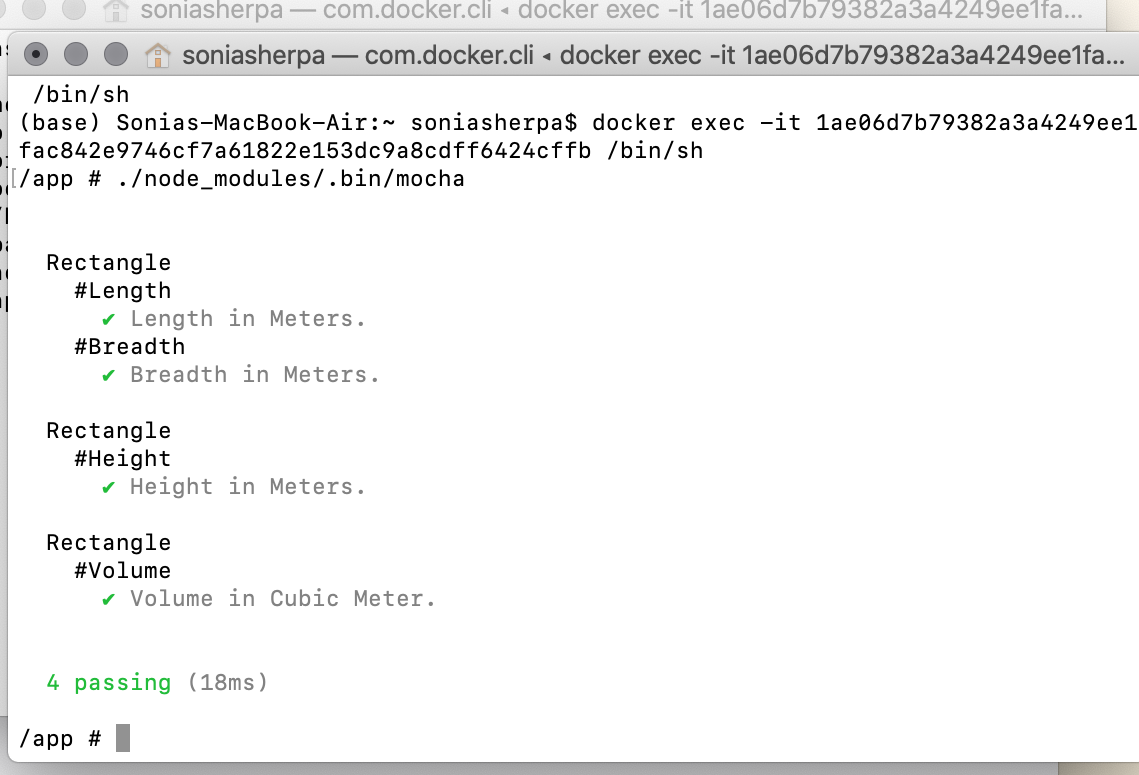 soniasherpa — com.docker.cli ◂ docker exec -it 1ae06d7b79382a3a4249ee1fa...
soniasherpa — com.docker.cli ◂ docker exec -it 1ae06d7b79382a3a4249ee1fa...
/bin/sh
(base) Sonias-MacBook-Air:~ soniasherpa$ docker exec -it 1ae06d7b79382a3a4249ee1
fac842e9746cf7a61822e153dc9a8cdff6424cffb /bin/sh
[/app # ./node_modules/.bin/mocha
Rectangle
#Length
✔ Length in Meters.
#Breadth
✔ Breadth in Meters.
Rectangle
#Height
✔ Height in Meters.
Rectangle
#Volume
✔ Volume in Cubic Meter.
4 passing (18ms)
/app #